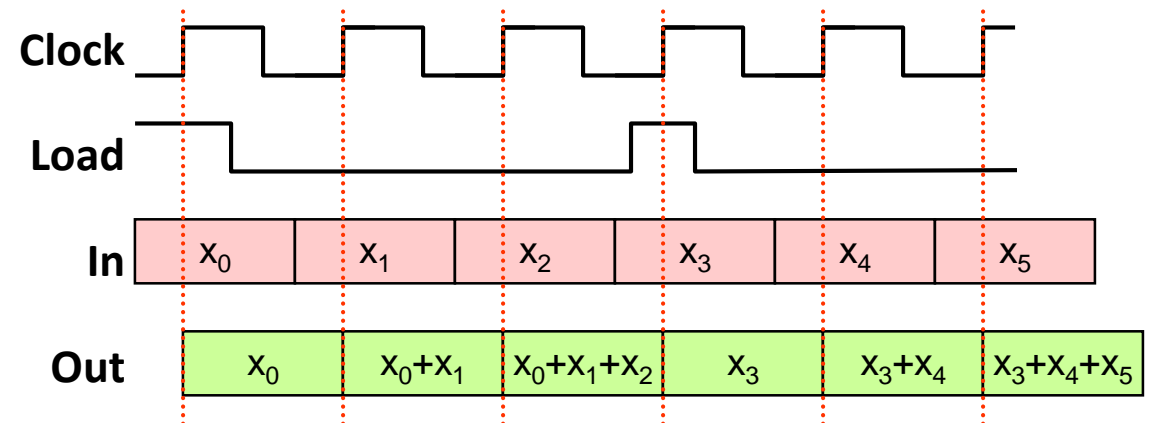 Clock
Load
In x₀ x₁ x₂ x₃ x₄ x₅
Out x₀ x₀+x₁ x₀+x₁+x₂ x₃ x₃+x₄ x₃+x₄+x₅